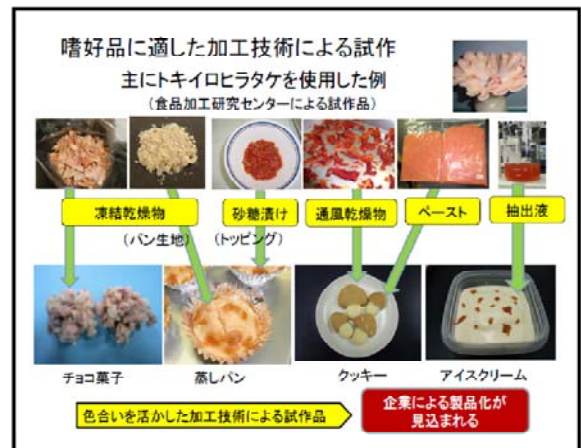 嗜好品に適した加工技術による試作
主にトキイロヒラタケを使用した例
(食品加工研究センターによる試作品)
凍結乾燥物
砂糖漬け
通風乾燥物
ペースト
抽出液
(パン生地)
(トッピング)
チョコ菓子
蒸しパン
クッキー
アイスクリーム
色合いを活かした加工技術による試作品
企業による製品化が
見込まれる